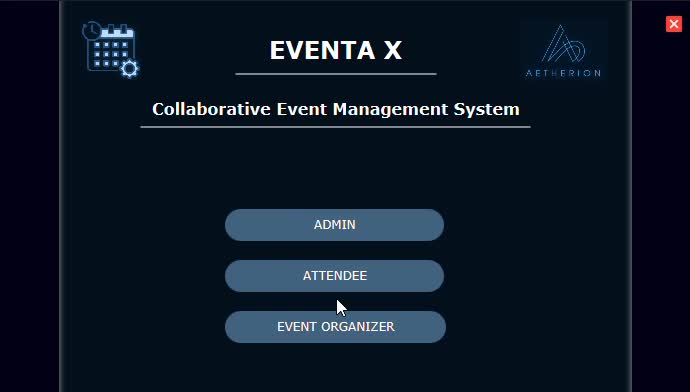 EVENTA X
AETHERION
Collaborative Event Management System
ADMIN
ATTENDEE
EVENT ORGANIZER